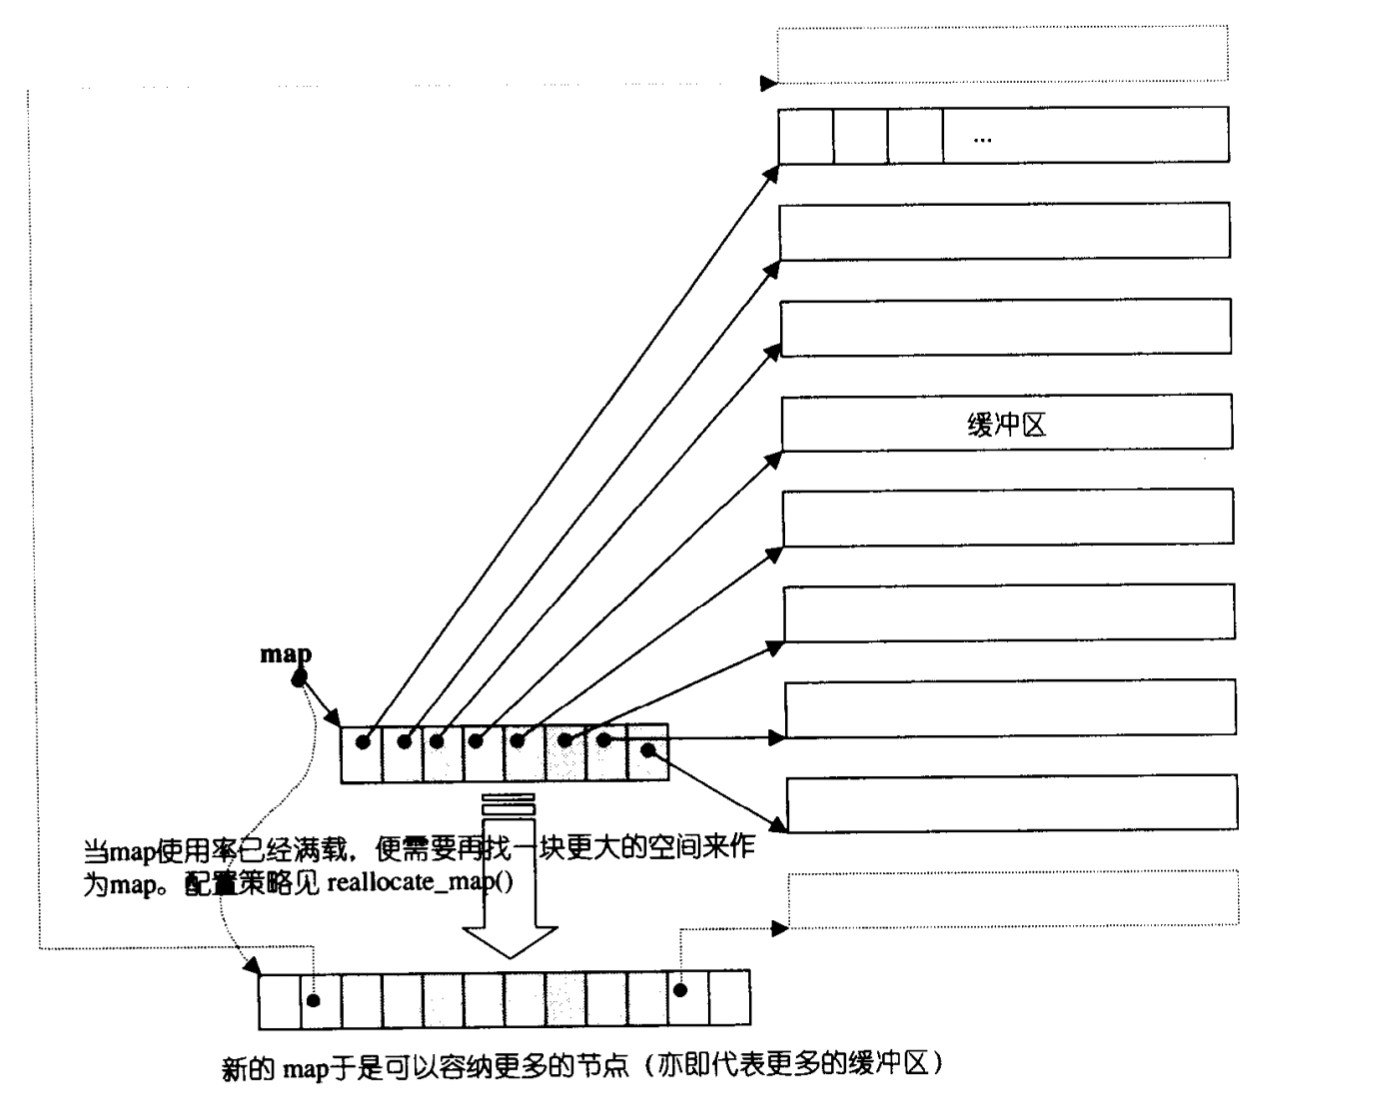 ...
缓冲区
map
当map使用率已经满载，便需要再找一块更大的空间来作
为map。配置策略见 reallocate_map()
新的 map于是可以容纳更多的节点（亦即代表更多的缓冲区）